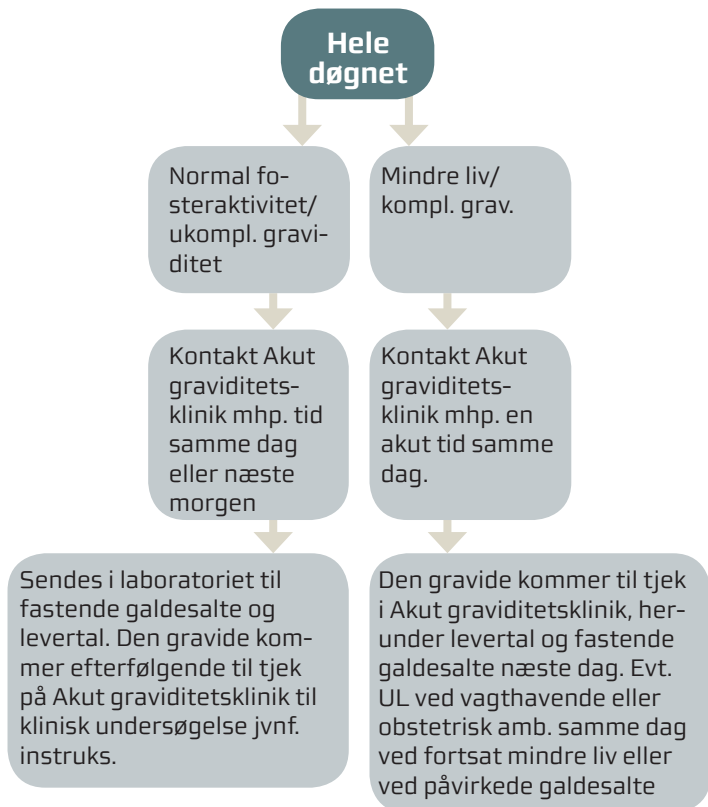 Hele
døgnet
Normal fo-
steraktivitet/
ukompl. gravi-
ditet
Mindre liv/
kompl. grav.
Kontakt Akut
graviditets-
klinik mhp. tid
samme dag
eller næste
morgen
Kontakt Akut
graviditets-
klinik mhp. en
akut tid samme
dag.
Sendes i laboratoriet til
fastende galdesalte og
levertal. Den gravide kom-
mer efterfølgende til tjek
på Akut graviditetsklinik til
klinisk undersøgelse jvnf.
instruks.
Den gravide kommer til tjek
i Akut graviditetsklinik, her-
under levertal og fastende
galdesalte næste dag. Evt.
UL ved vagthavende eller
obstetrisk amb. samme dag
ved fortsat mindre liv eller
ved påvirkede galdesalte